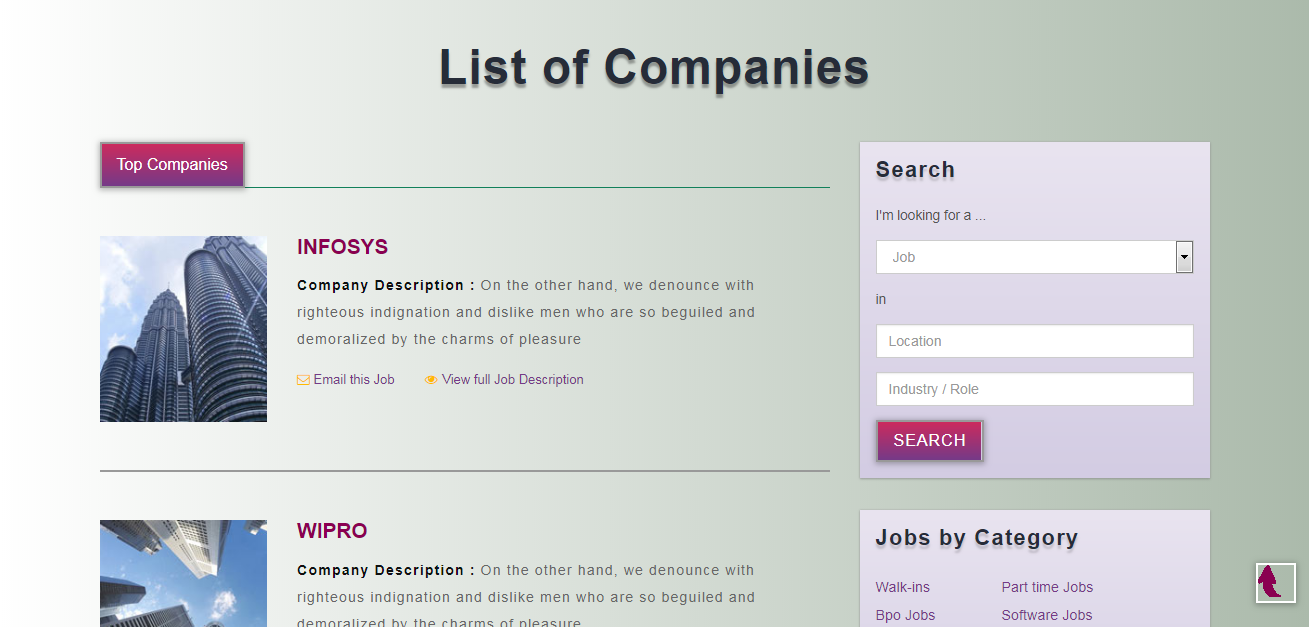 List of Companies
Top Companies
INFOSYS
Company Description : On the other hand, we denounce with
righteous indignation and dislike men who are so beguiled and
demoralized by the charms of pleasure
Email this Job View full Job Description
WIPRO
Company Description : On the other hand, we denounce with
righteous indignation and dislike men who are so beguiled and
demoralized by the charms of pleasure
Search
I'm looking for a ...
Job
in
Location
Industry / Role
SEARCH
Jobs by Category
Walk-ins Part time Jobs
Bpo Jobs Software Jobs